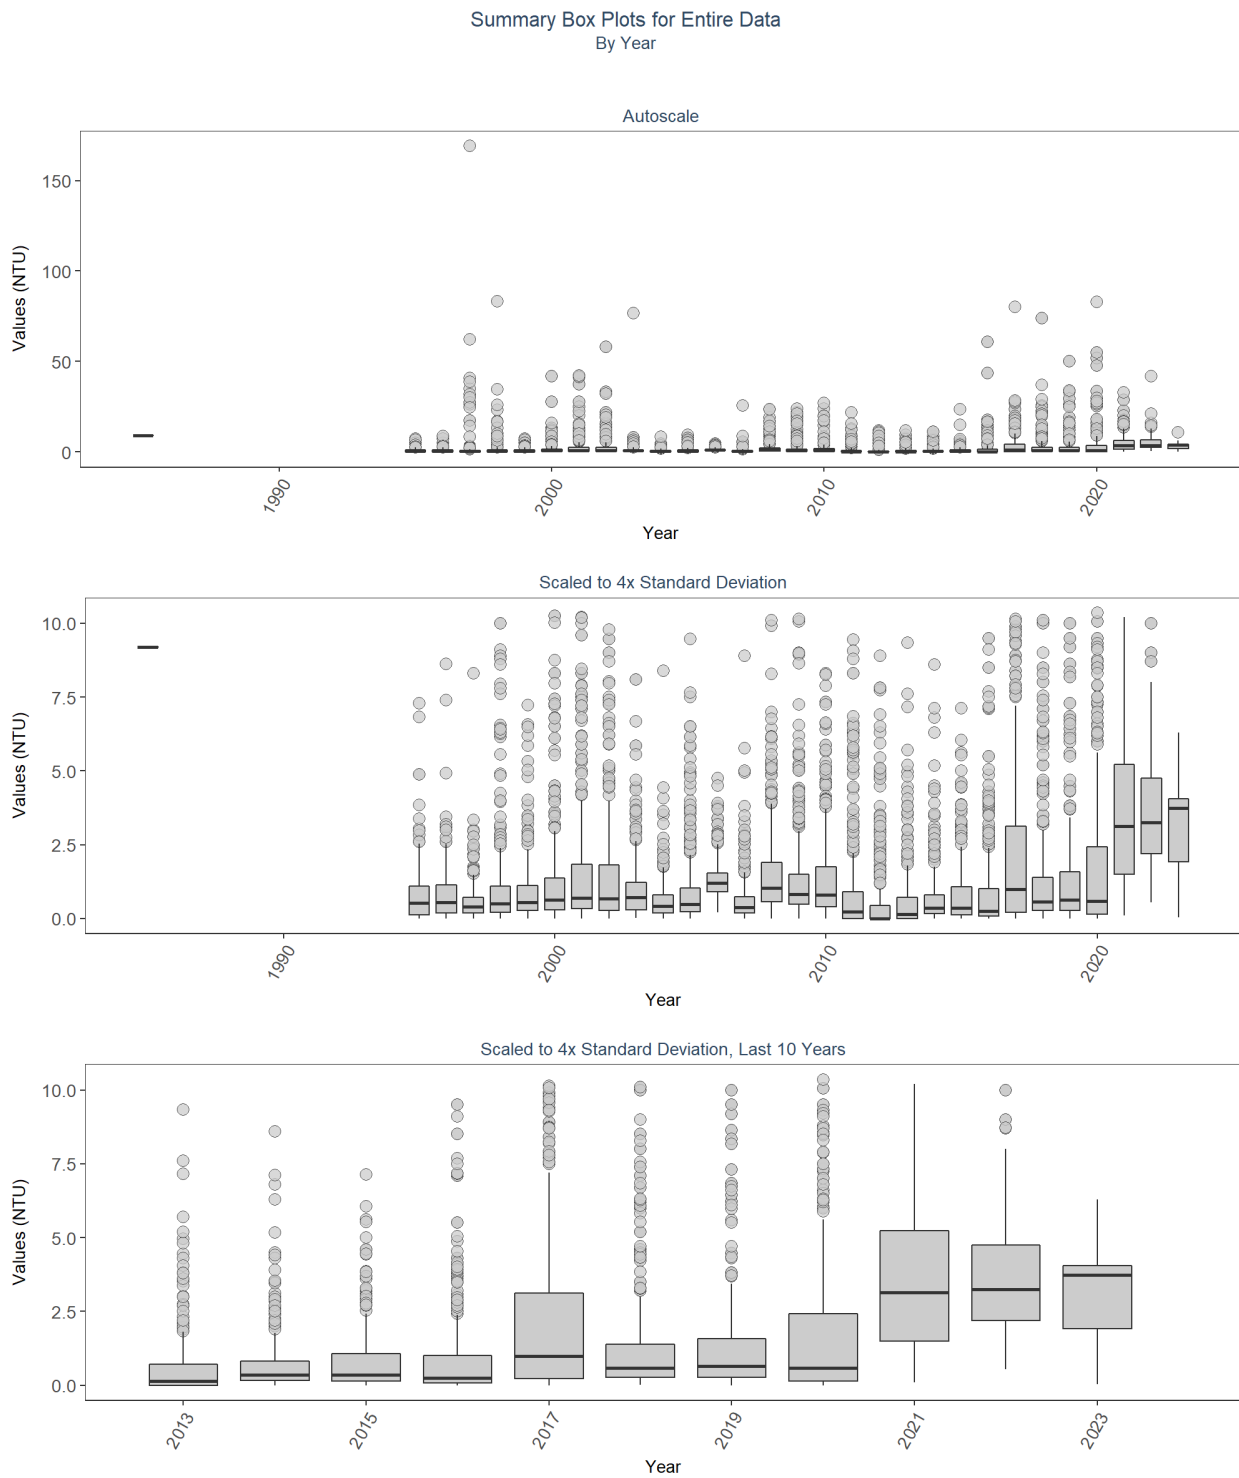 Summary Box Plots for Entire Data
By Year
Autoscale
Values (NTU)
150
100
50
0
1990
2000
2010
2020
Year
Scaled to 4x Standard Deviation
Values (NTU)
10.0
7.5
5.0
2.5
0.0
1990
2000
2010
2020
Year
Scaled to 4x Standard Deviation, Last 10 Years
Values (NTU)
10.0
7.5
5.0
2.5
0.0
2013
2015
2017
2019
2021
2023
Year